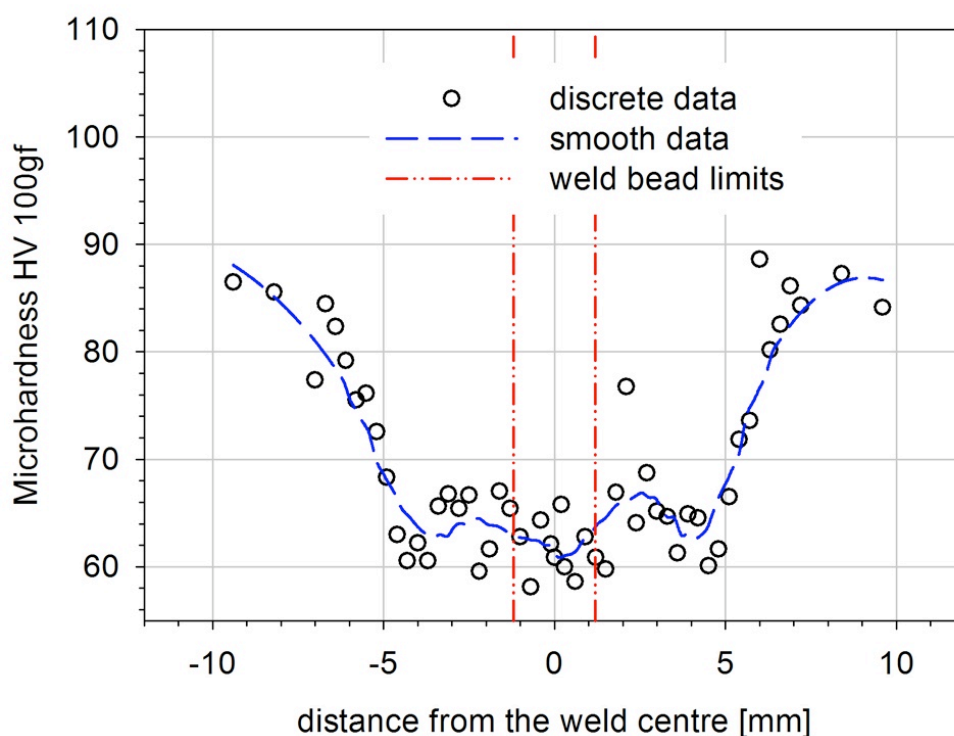 110
100
90
80
70
60
Microhardness HV 100gf
discrete data
smooth data
weld bead limits
-10 -5 0 5 10
distance from the weld centre [mm]